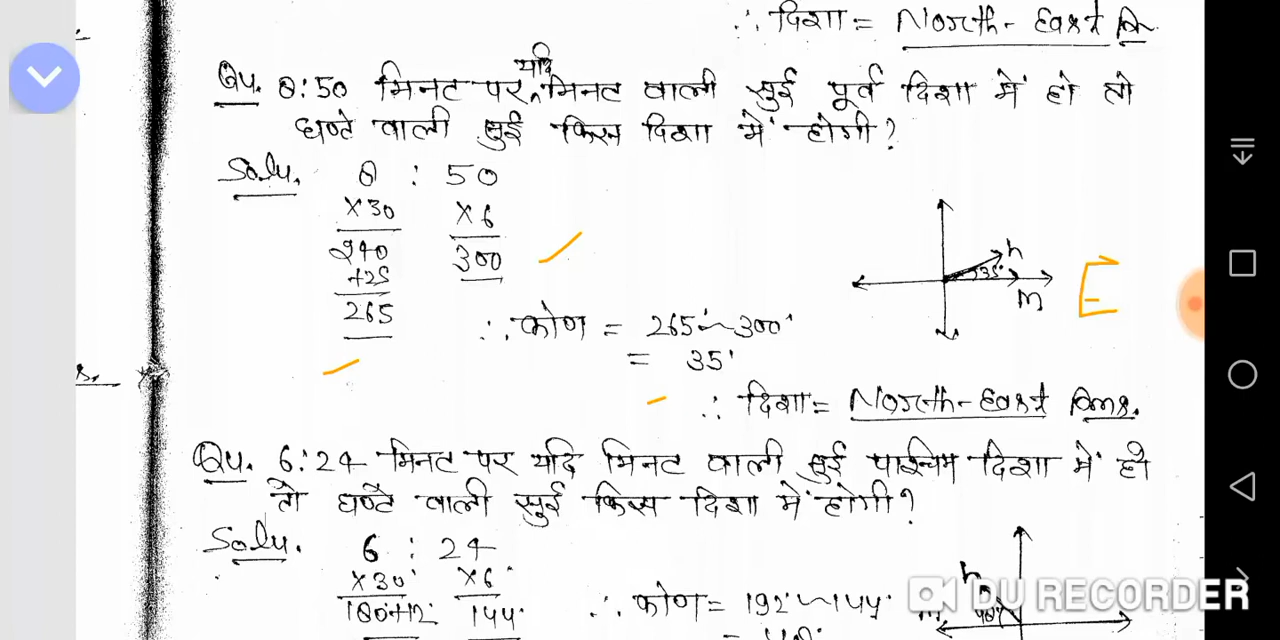 ∴ दिशा = North-East Ans.
Qu. 8:50 मिनट पर यदि मिनट वाली सुई पूर्व दिशा में हो तो
घण्टे वाली सुई किस दिशा में होगी?
Solu. 8 : 50
×30 ×6
240 300
+25
265
h
35°
m
E
∴ कोण = 265° ~ 300°
= 35°
∴ दिशा = North-East Ans.
Qu. 6:24 मिनट पर यदि मिनट वाली सुई पश्चिम दिशा में हो
तो घण्टे वाली सुई किस दिशा में होगी?
Solu. 6 : 24
×30° ×6°
180+12° 144°
∴ कोण = 192° ~ 144°
= 48°
h
m
DU RECORDER